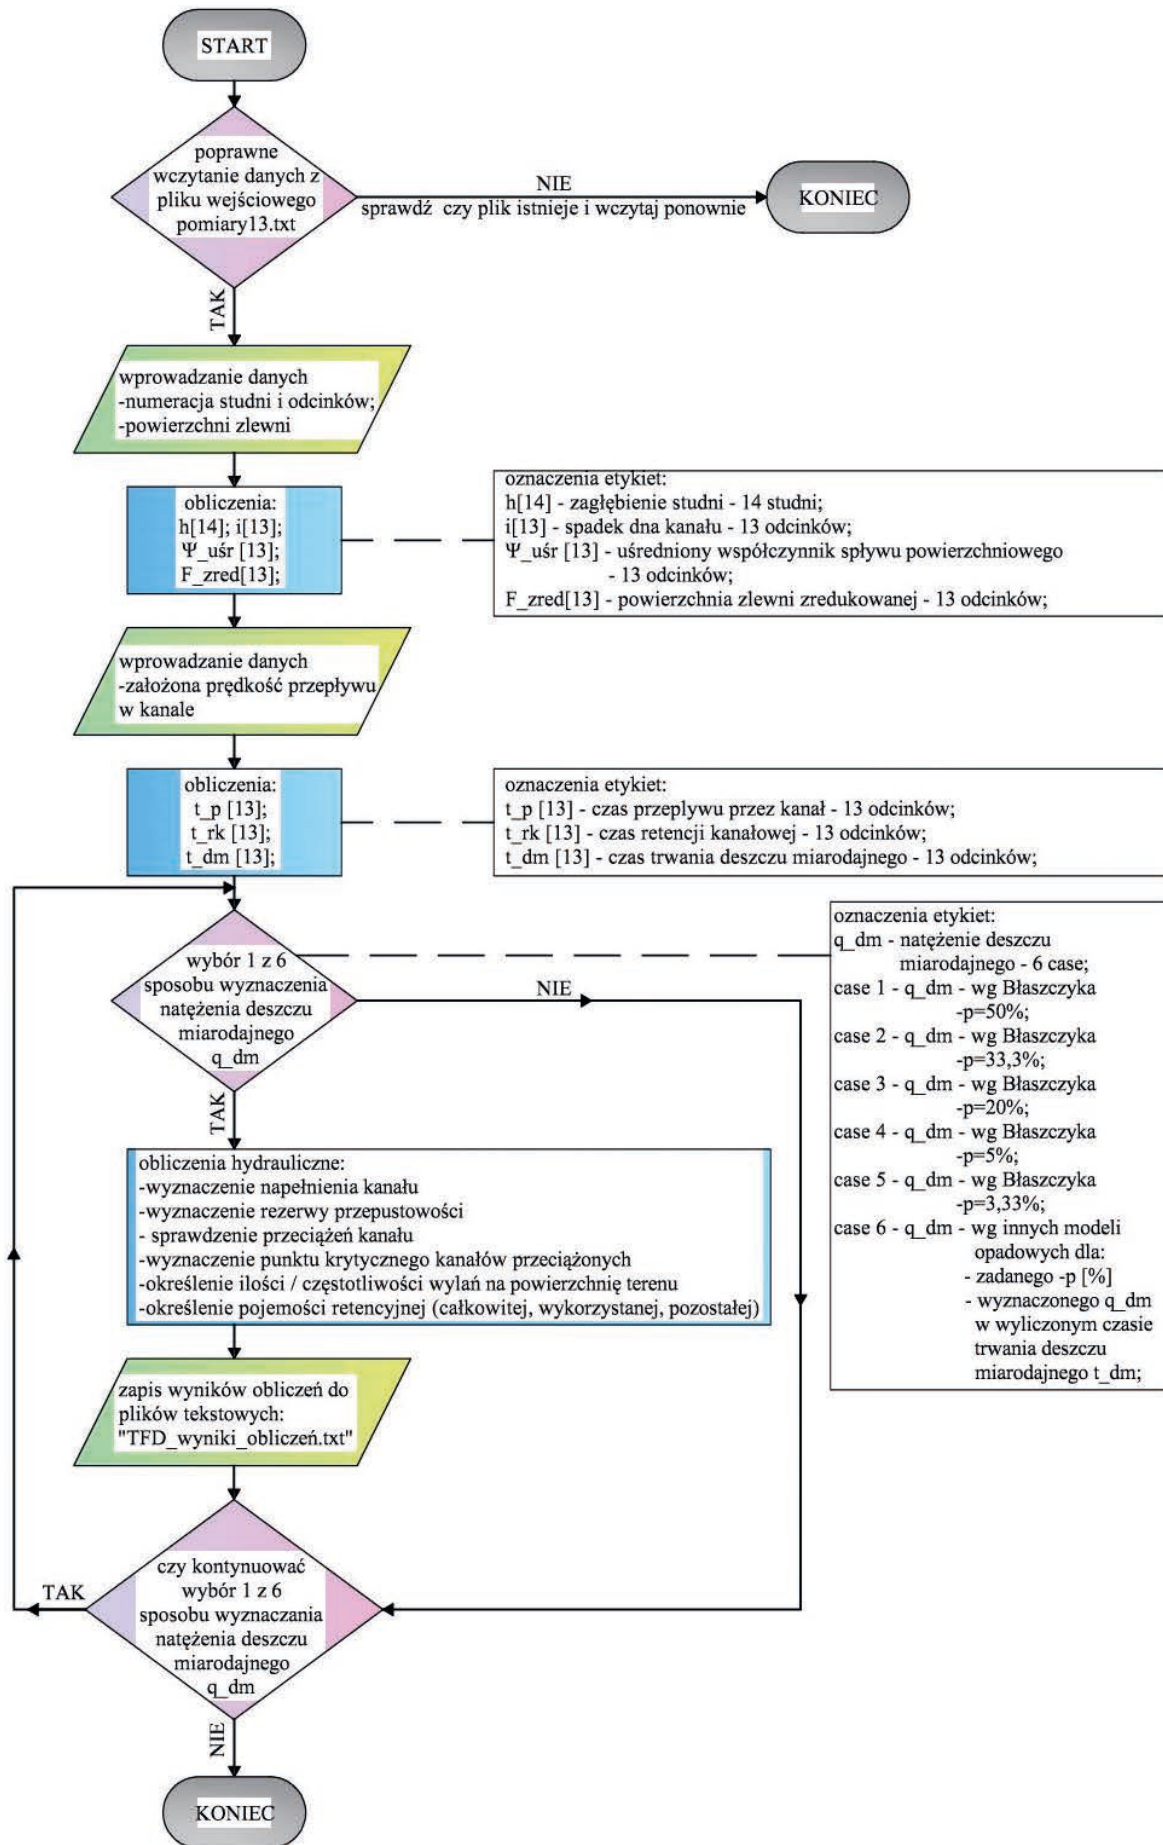 START
poprawne
wczytanie danych z
pliku wejściowego
pomiary13.txt
NIE
sprawdź czy plik istnieje i wczytaj ponownie
KONIEC
TAK
wprowadzanie danych
-numeracja studni i odcinków;
-powierzchni zlewni
obliczenia:
h[14]; i[13];
Ψ_uśr [13];
F_zred[13];
oznaczenia etykiet:
h[14] - zagłębienie studni - 14 studni;
i[13] - spadek dna kanału - 13 odcinków;
Ψ_uśr [13] - uśredniony współczynnik spływu powierzchniowego
- 13 odcinków;
F_zred[13] - powierzchnia zlewni zredukowanej - 13 odcinków;
wprowadzanie danych
-założona prędkość przepływu
w kanale
obliczenia:
t_p [13];
t_rk [13];
t_dm [13];
oznaczenia etykiet:
t_p [13] - czas przeplywu przez kanał - 13 odcinków;
t_rk [13] - czas retencji kanałowej - 13 odcinków;
t_dm [13] - czas trwania deszczu miarodajnego - 13 odcinków;
wybór 1 z 6
sposobu wyznaczenia
natężenia deszczu
miarodajnego
q_dm
NIE
TAK
oznaczenia etykiet:
q_dm - natężenie deszczu
miarodajnego - 6 case;
case 1 - q_dm - wg Błaszczyka
-p=50%;
case 2 - q_dm - wg Błaszczyka
-p=33,3%;
case 3 - q_dm - wg Błaszczyka
-p=20%;
case 4 - q_dm - wg Błaszczyka
-p=5%;
case 5 - q_dm - wg Błaszczyka
-p=3,33%;
case 6 - q_dm - wg innych modeli
opadowych dla:
- zadanego -p [%]
- wyznaczonego q_dm
w wyliczonym czasie
trwania deszczu
miarodajnego t_dm;
obliczenia hydrauliczne:
-wyznaczenie napełnienia kanału
-wyznaczenie rezerwy przepustowości
- sprawdzenie przeciążeń kanału
-wyznaczenie punktu krytycznego kanałów przeciążonych
-określenie ilości / częstotliwości wylań na powierzchnię terenu
-określenie pojemości retencyjnej (całkowitej, wykorzystanej, pozostałej)
zapis wyników obliczeń do
plików tekstowych:
"TFD_wyniki_obliczeń.txt"
czy kontynuować
wybór 1 z 6
sposobu wyznaczania
natężenia deszczu
miarodajnego
q_dm
TAK
NIE
KONIEC